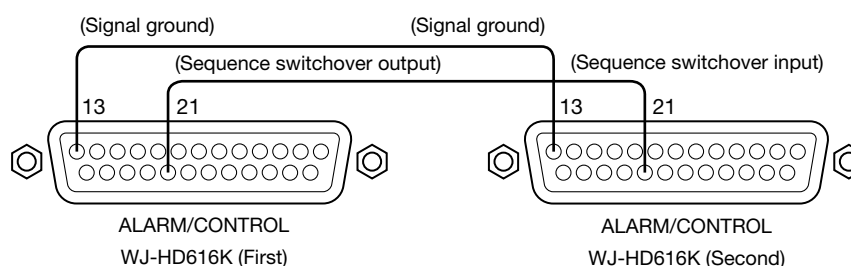 (Signal ground) (Signal ground)
(Sequence switchover output) (Sequence switchover input)
13 21 13 21
ALARM/CONTROL ALARM/CONTROL
WJ-HD616K (First) WJ-HD616K (Second)